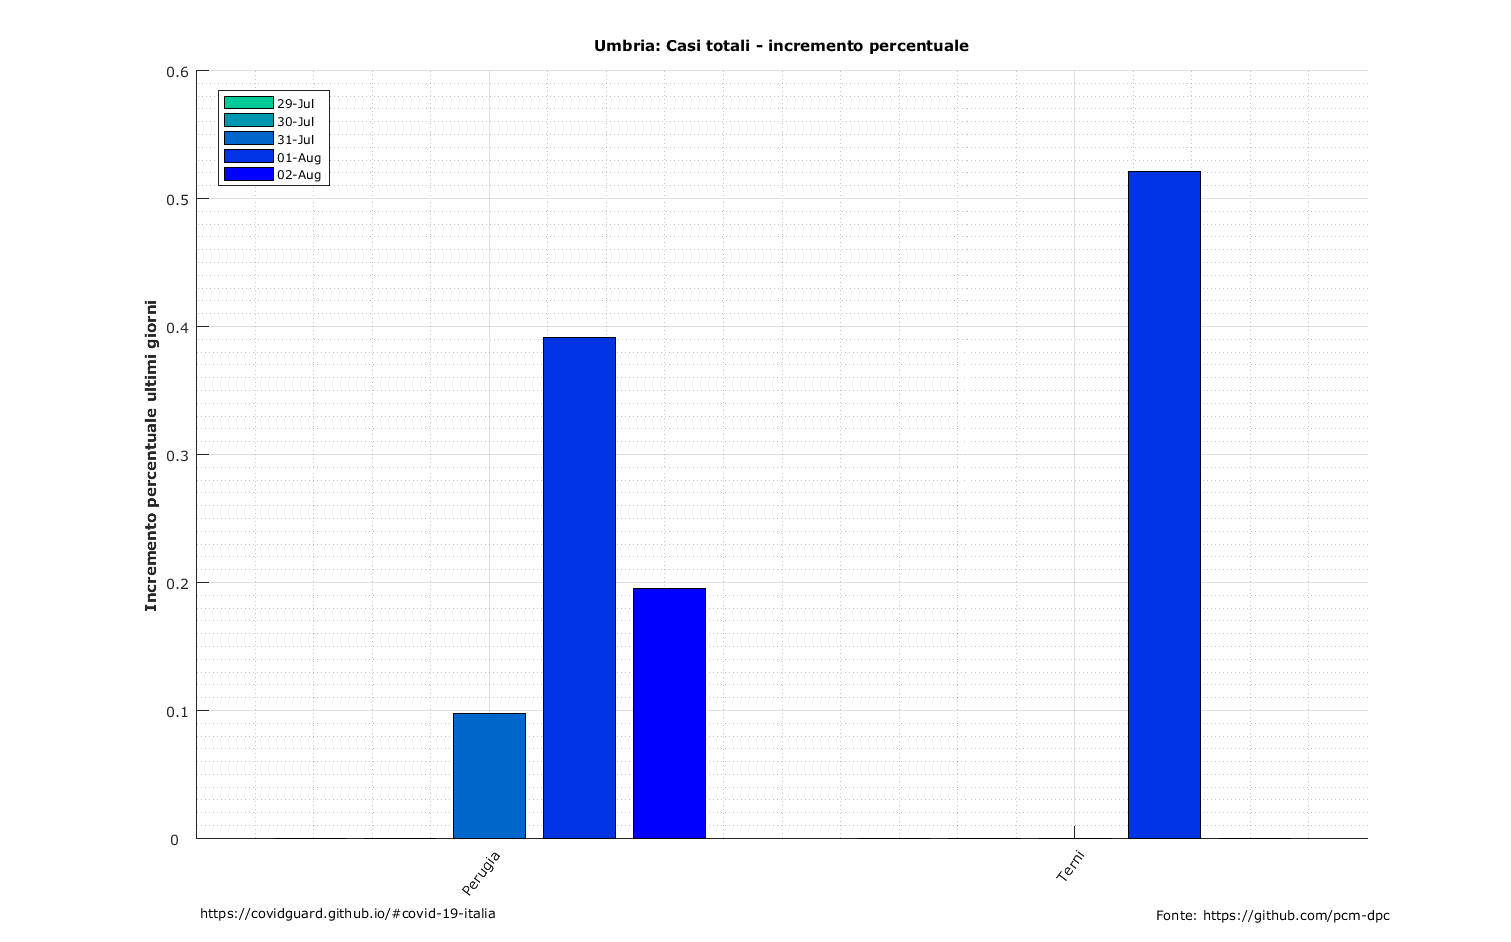 Umbria: Casi totali - incremento percentuale
0.6
0.5
0.4
0.3
0.2
0.1
0
Incremento percentuale ultimi giorni
29-Jul
30-Jul
31-Jul
01-Aug
02-Aug
Perugia
Terni
https://covidguard.github.io/#covid-19-italia
Fonte: https://github.com/pcm-dpc